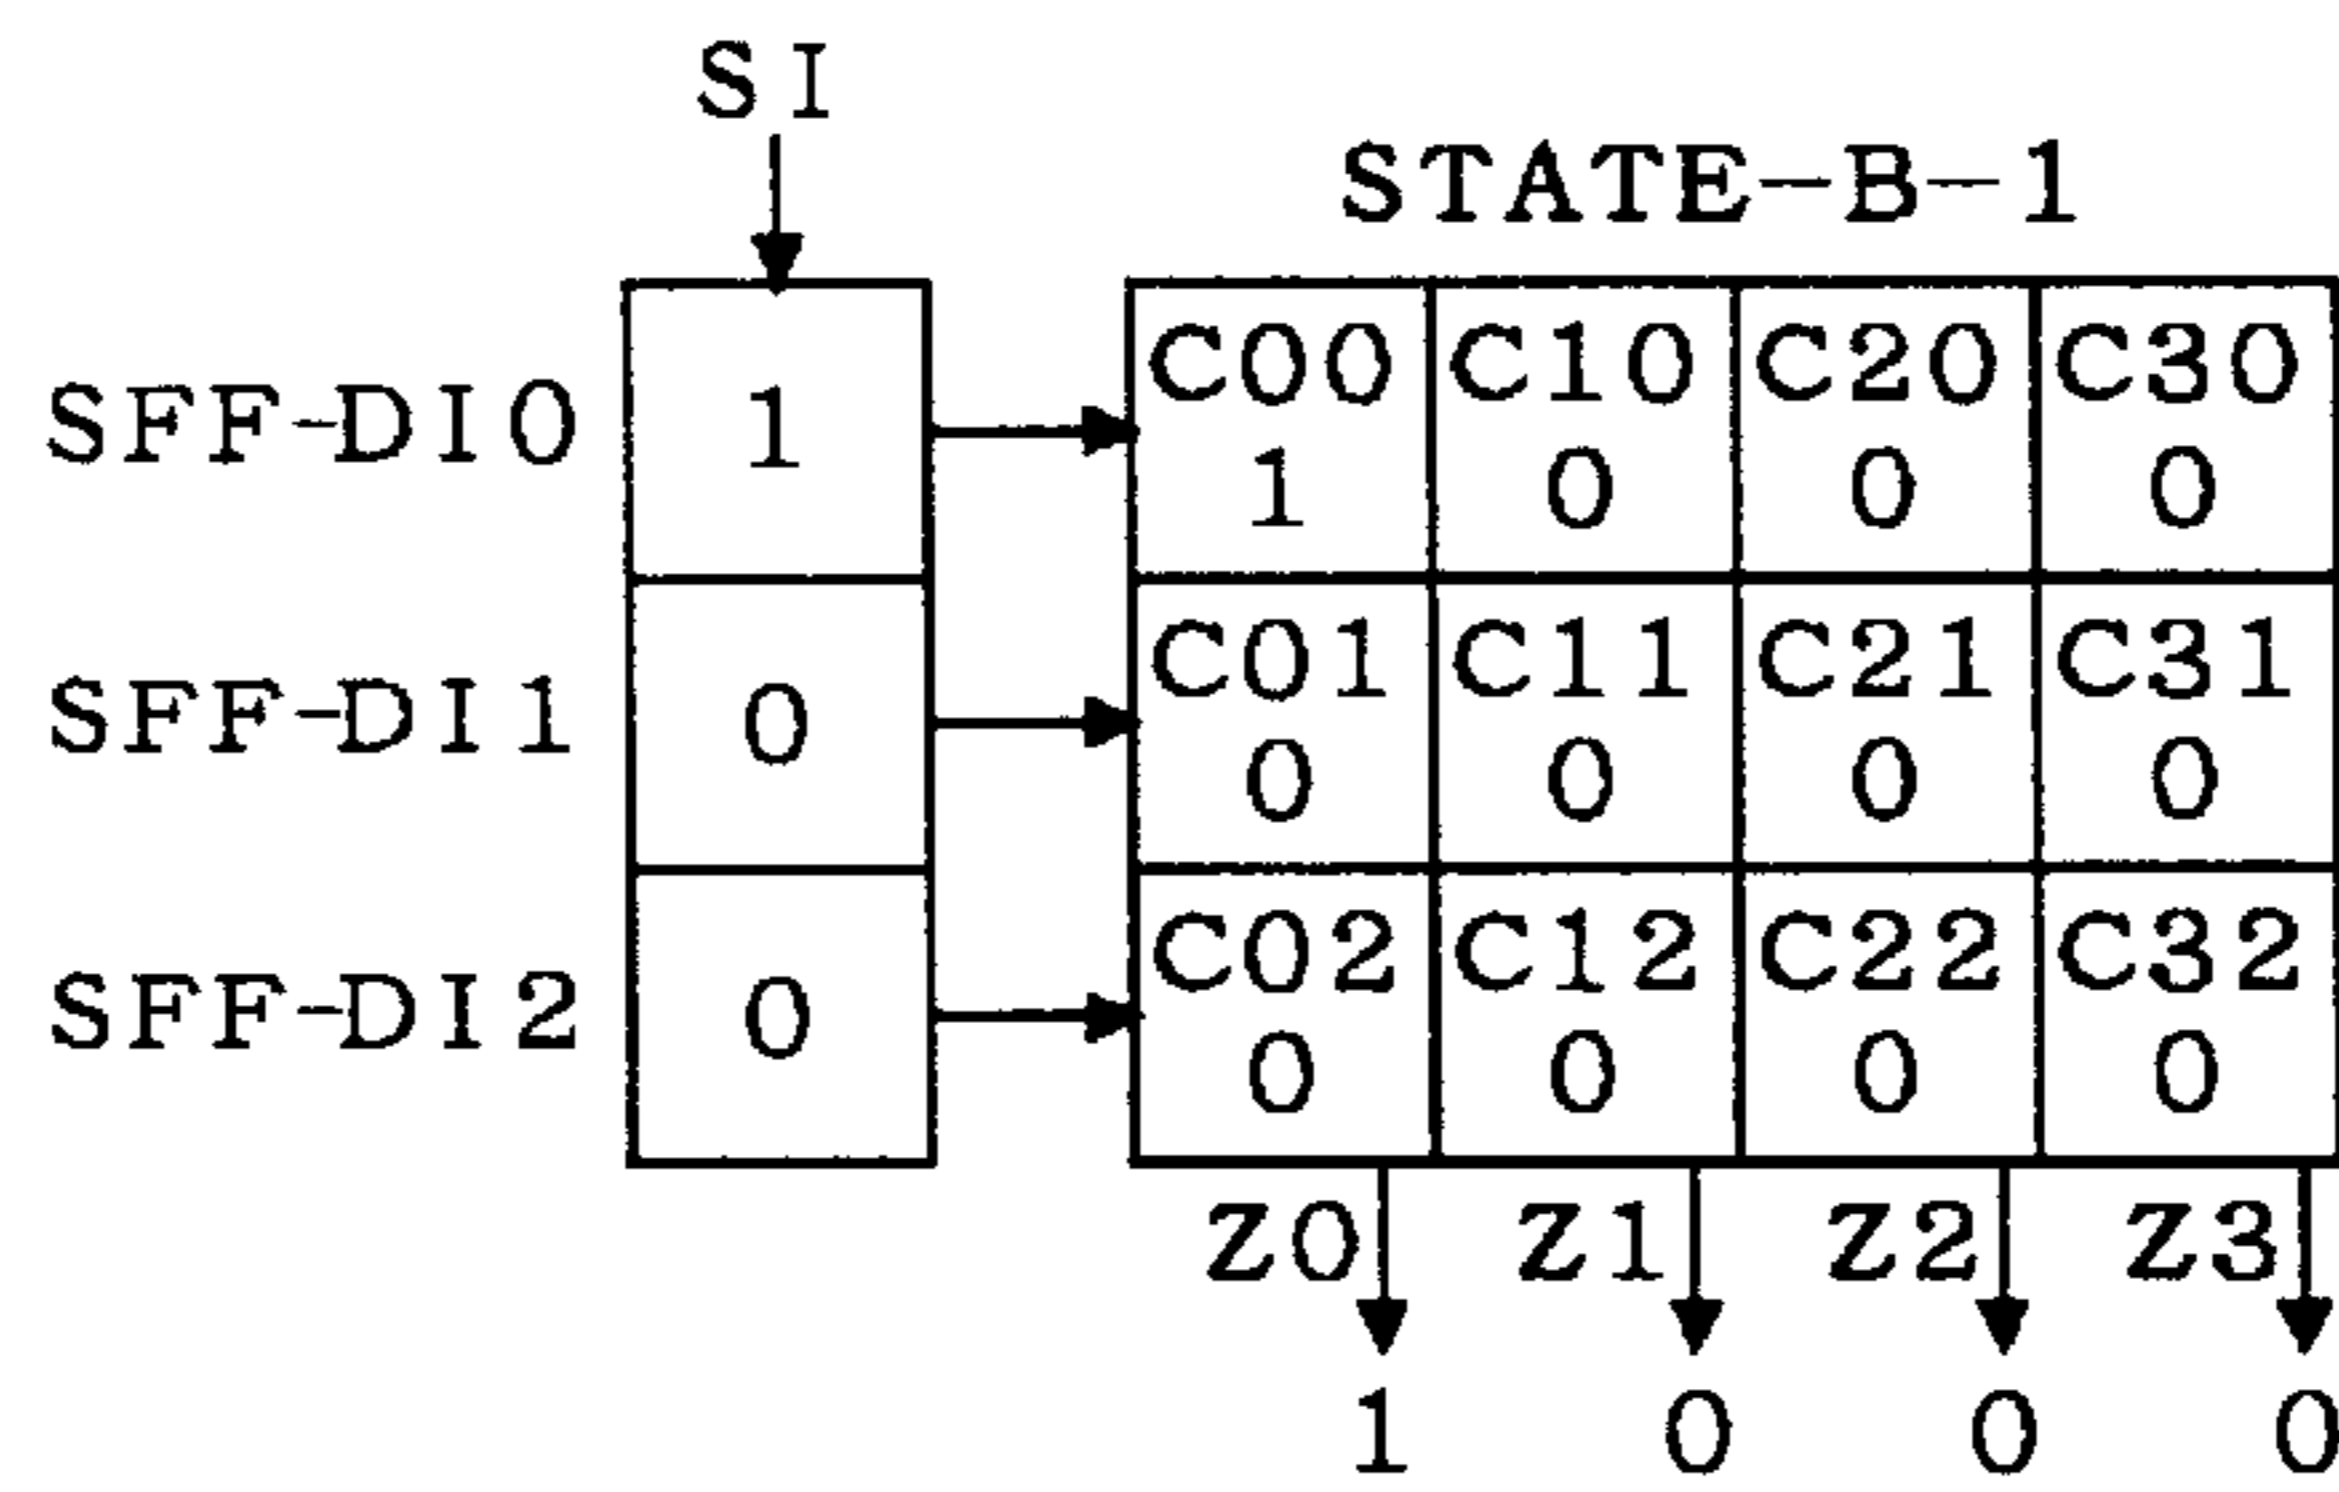 SI
STATE-B-1
SFF-DI0 1 C00 C10 C20 C30
1 0 0 0
SFF-DI1 0 C01 C11 C21 C31
0 0 0 0
SFF-DI2 0 C02 C12 C22 C32
0 0 0 0
Z0 Z1 Z2 Z3
1 0 0 0